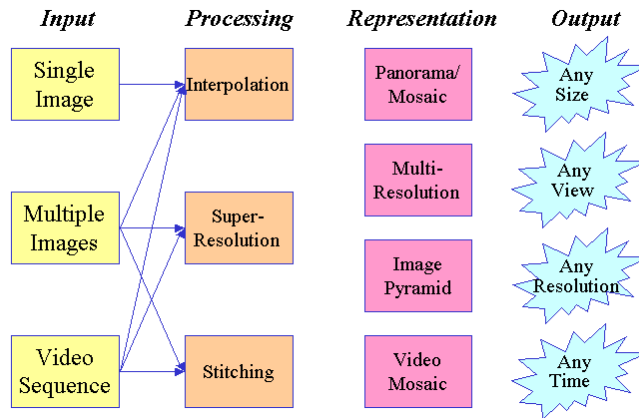 Input
Processing
Representation
Output
Single
Image
Interpolation
Panorama/
Mosaic
Any
Size
Multiple
Images
Super-
Resolution
Multi-
Resolution
Any
View
Image
Pyramid
Any
Resolution
Video
Sequence
Stitching
Video
Mosaic
Any
Time